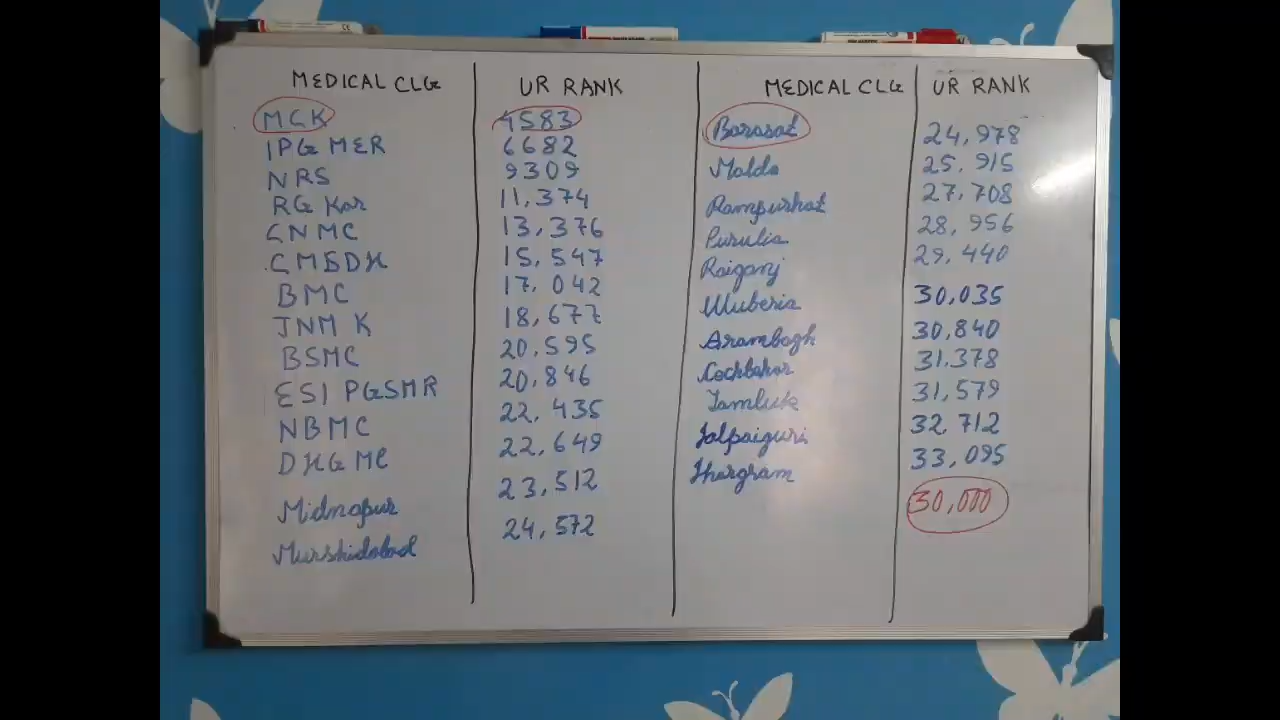 MEDICAL CLG UR RANK MEDICAL CLG UR RANK
MCK 4583
IPGMER 6682
NRS 9309
RG Kar 11,374
CNMC 13,376
CMSDH 15,547
BMC 17,042
JNM K 18,677
BSMC 20,595
ESI PGSMR 20,846
NBMC 22,435
DHGMC 22,649
Midnapur 23,512
Murshidabad 24,572
Barasat 24,978
Malda 25,915
Rampurhat 27,708
Purulia 28,956
Raiganj 29,440
Uluberia 30,035
Arambagh 30,840
Cochbehar 31.378
Tamluk 31,579
Jalpaiguri 32,712
Jhargram 33,095
30,000